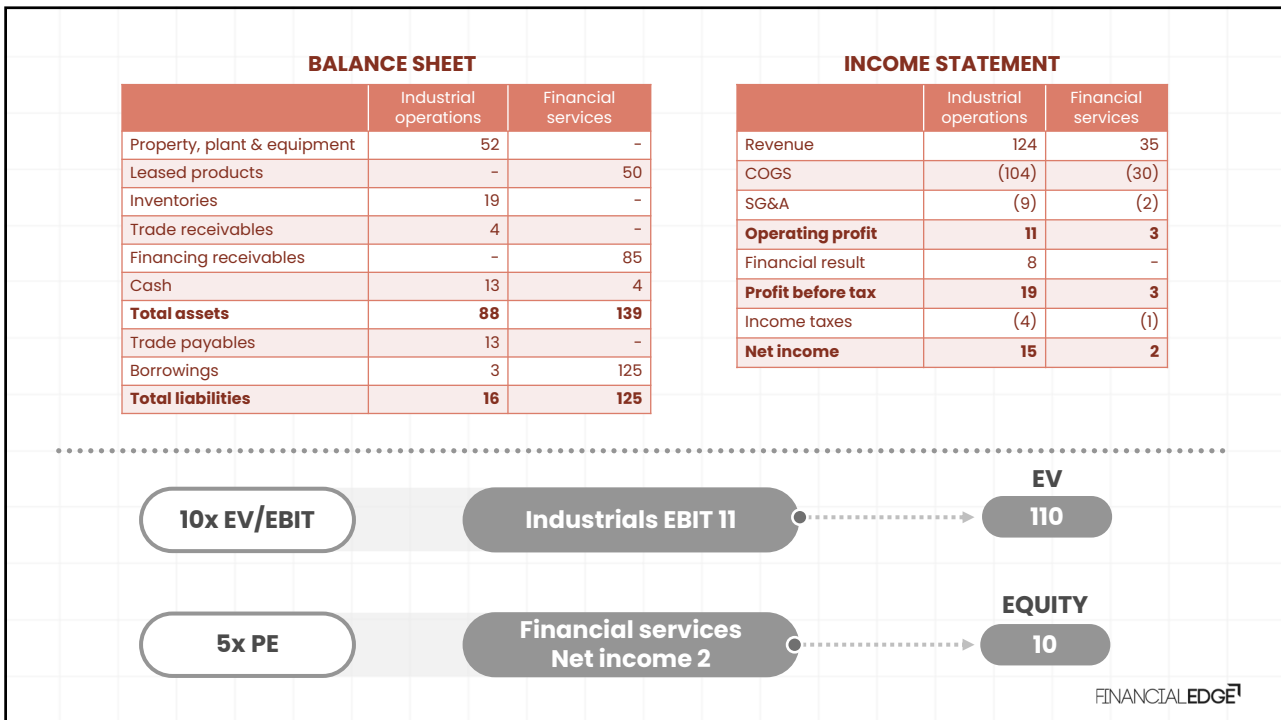 BALANCE SHEET
Industrial operations Financial services
Property, plant & equipment 52 -
Leased products - 50
Inventories 19 -
Trade receivables 4 -
Financing receivables - 85
Cash 13 4
Total assets 88 139
Trade payables 13 -
Borrowings 3 125
Total liabilities 16 125
INCOME STATEMENT
Industrial operations Financial services
Revenue 124 35
COGS (104) (30)
SG&A (9) (2)
Operating profit 11 3
Financial result 8 -
Profit before tax 19 3
Income taxes (4) (1)
Net income 15 2
10x EV/EBIT
Industrials EBIT 11
EV
110
5x PE
Financial services
Net income 2
EQUITY
10
FINANCIALEDGE